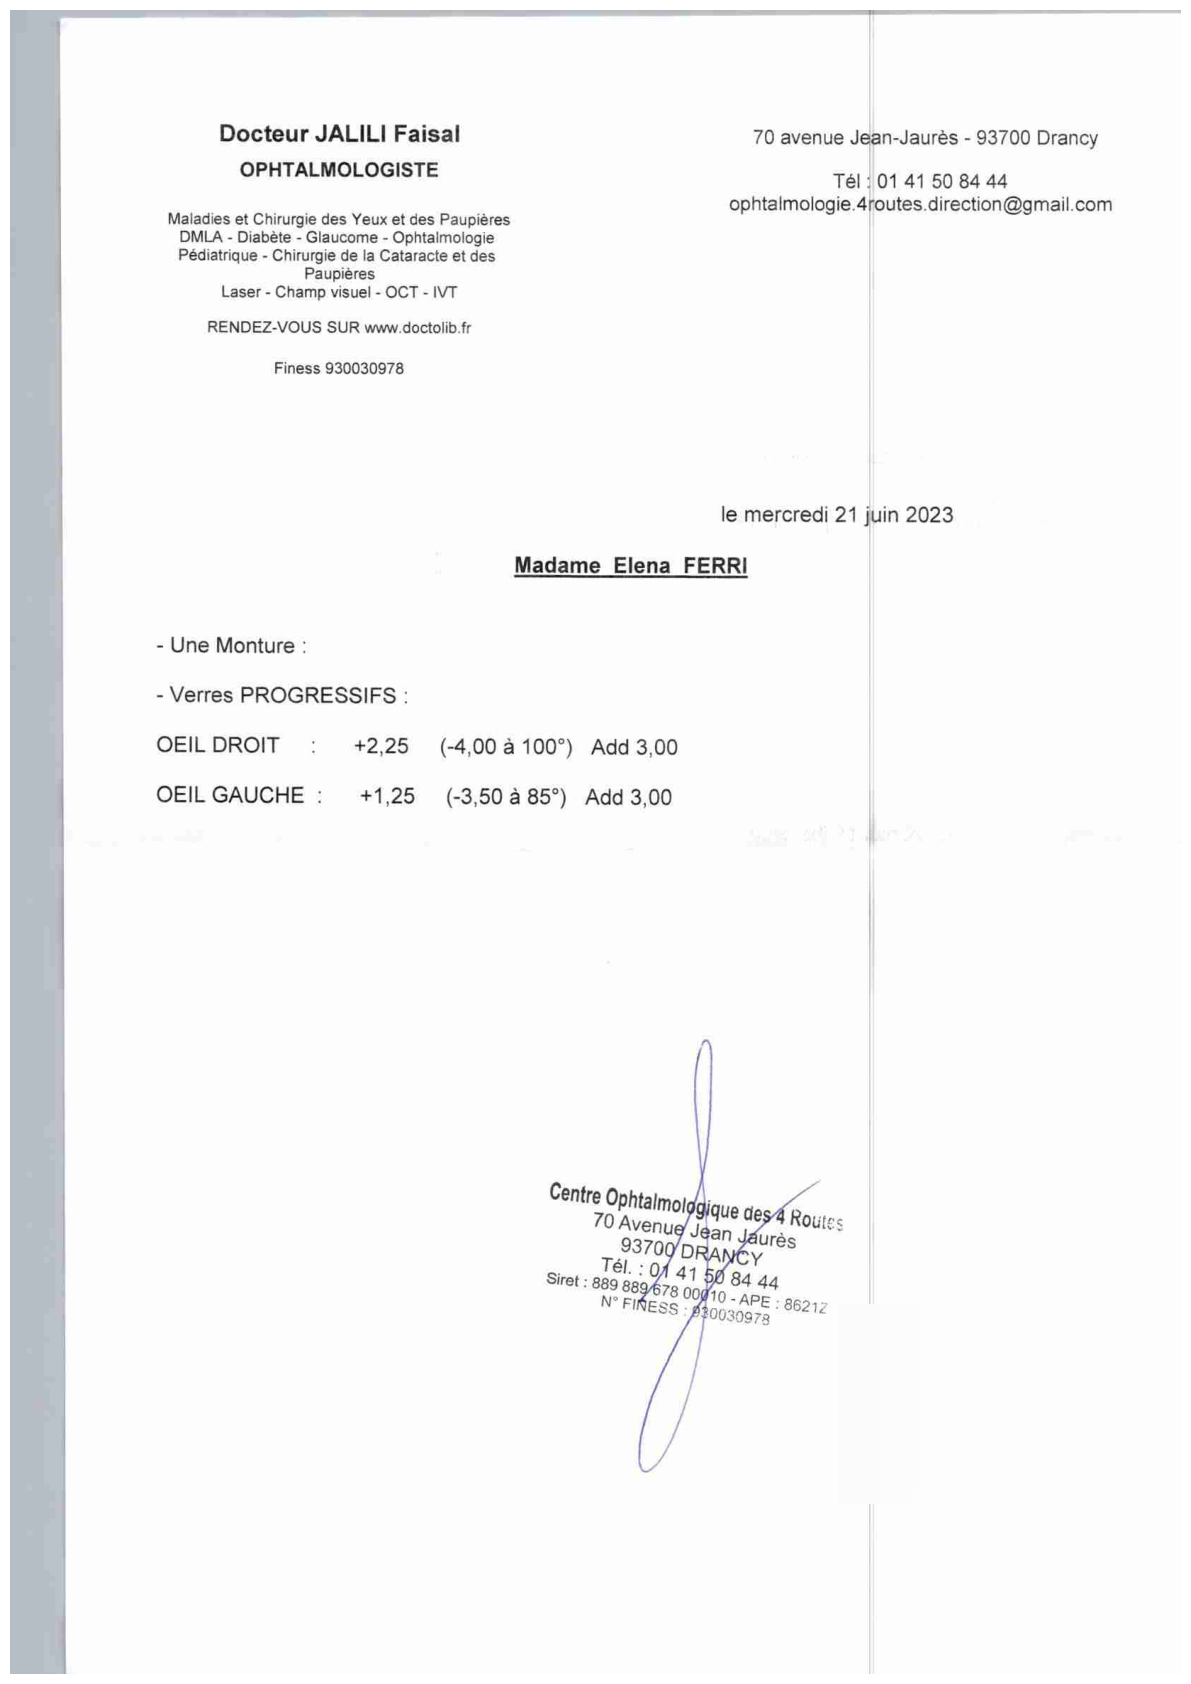 Docteur JALILI Faisal
OPHTALMOLOGISTE
Maladies et Chirurgie des Yeux et des Paupières
DMLA - Diabète - Glaucome - Ophtalmologie
Pédiatrique - Chirurgie de la Cataracte et des
Paupières
Laser - Champ visuel - OCT - IVT
RENDEZ-VOUS SUR www.doctolib.fr
Finess 930030978
70 avenue Jean-Jaurès - 93700 Drancy
Tél : 01 41 50 84 44
ophtalmologie.4routes.direction@gmail.com
le mercredi 21 juin 2023
Madame Elena FERRI
- Une Monture :
- Verres PROGRESSIFS :
OEIL DROIT : +2,25 (-4,00 à 100°) Add 3,00
OEIL GAUCHE : +1,25 (-3,50 à 85°) Add 3,00
Centre Ophtalmologique des 4 Routes
70 Avenue Jean Jaurès
93700 DRANCY
Tél. : 01 41 50 84 44
Siret : 889 889 678 00010 - APE : 8621Z
N° FINESS : 930030978